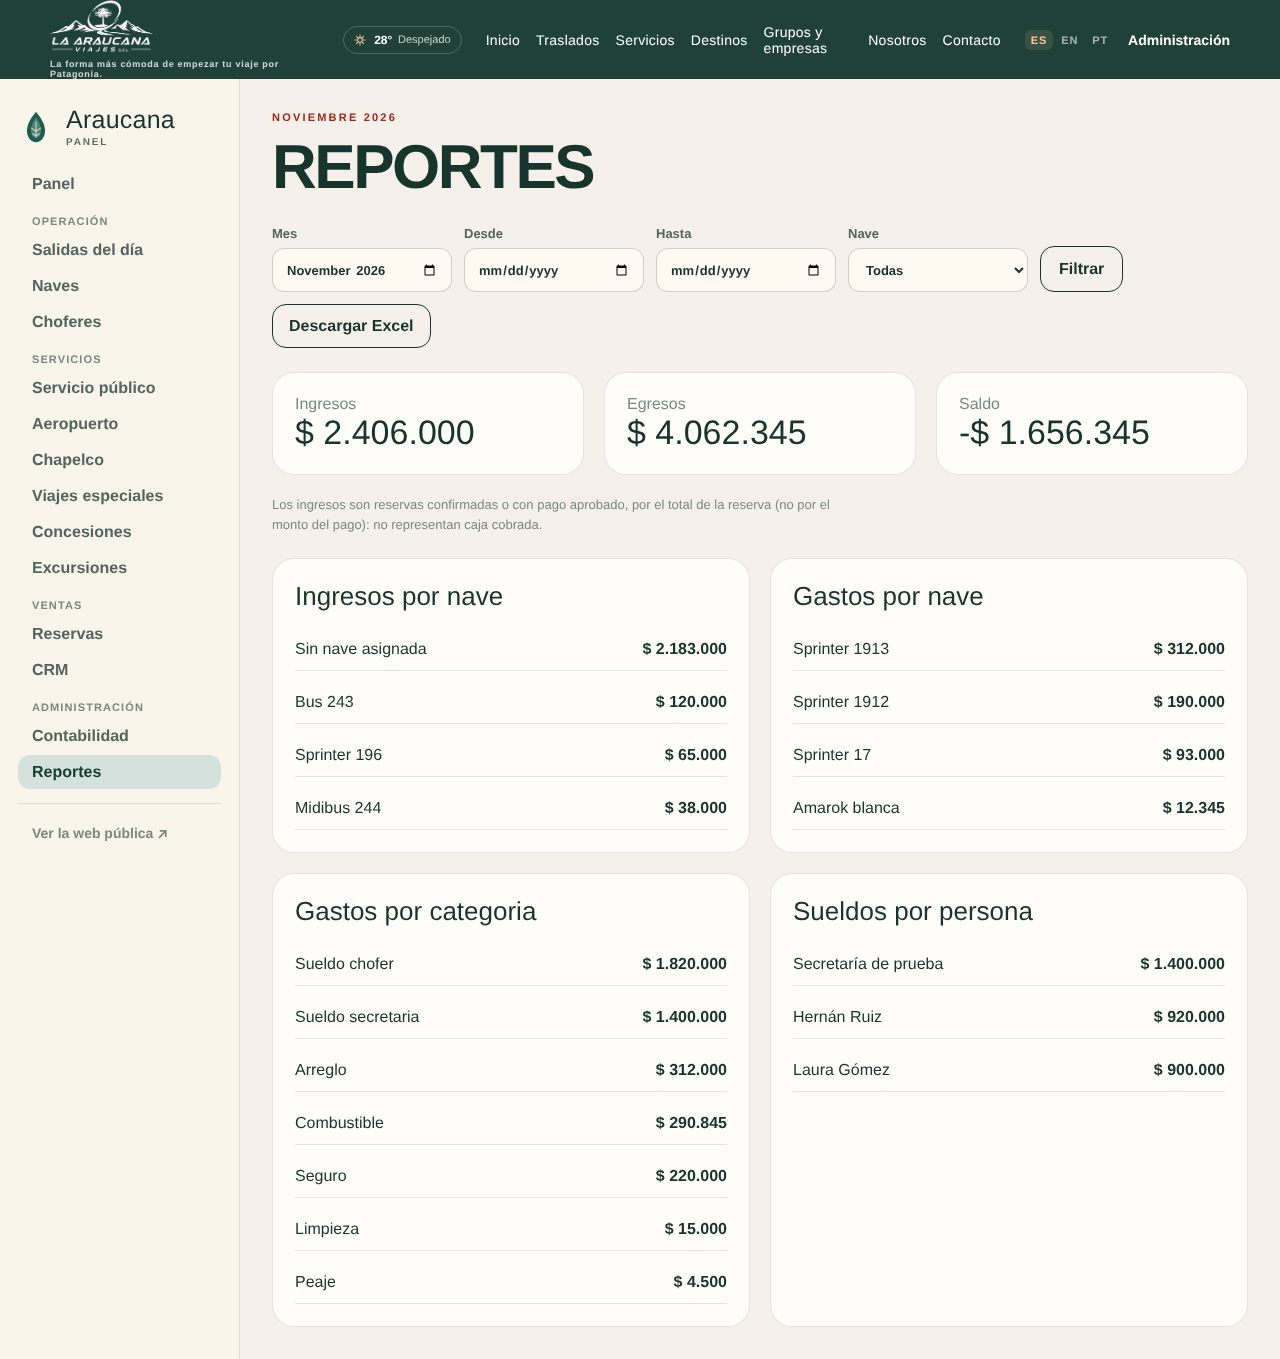 LA ARAUCANA
VIAJES
La forma más cómoda de empezar tu viaje por
Patagonia.
28° Despejado
Inicio
Traslados
Servicios
Destinos
Grupos y
empresas
Nosotros
Contacto
ES
EN
PT
Administración
Araucana
PANEL
Panel
OPERACIÓN
Salidas del día
Naves
Choferes
SERVICIOS
Servicio público
Aeropuerto
Chapelco
Viajes especiales
Concesiones
Excursiones
VENTAS
Reservas
CRM
ADMINISTRACIÓN
Contabilidad
Reportes
Ver la web pública ↗
NOVIEMBRE 2026
REPORTES
Mes
Desde
Hasta
Nave
November 2026
mm/dd/yyyy
mm/dd/yyyy
Todas
Filtrar
Descargar Excel
Ingresos
$ 2.406.000
Egresos
$ 4.062.345
Saldo
-$ 1.656.345
Los ingresos son reservas confirmadas o con pago aprobado, por el total de la reserva (no por el
monto del pago): no representan caja cobrada.
Ingresos por nave
Sin nave asignada $ 2.183.000
Bus 243 $ 120.000
Sprinter 196 $ 65.000
Midibus 244 $ 38.000
Gastos por nave
Sprinter 1913 $ 312.000
Sprinter 1912 $ 190.000
Sprinter 17 $ 93.000
Amarok blanca $ 12.345
Gastos por categoria
Sueldo chofer $ 1.820.000
Sueldo secretaria $ 1.400.000
Arreglo $ 312.000
Combustible $ 290.845
Seguro $ 220.000
Limpieza $ 15.000
Peaje $ 4.500
Sueldos por persona
Secretaría de prueba $ 1.400.000
Hernán Ruiz $ 920.000
Laura Gómez $ 900.000